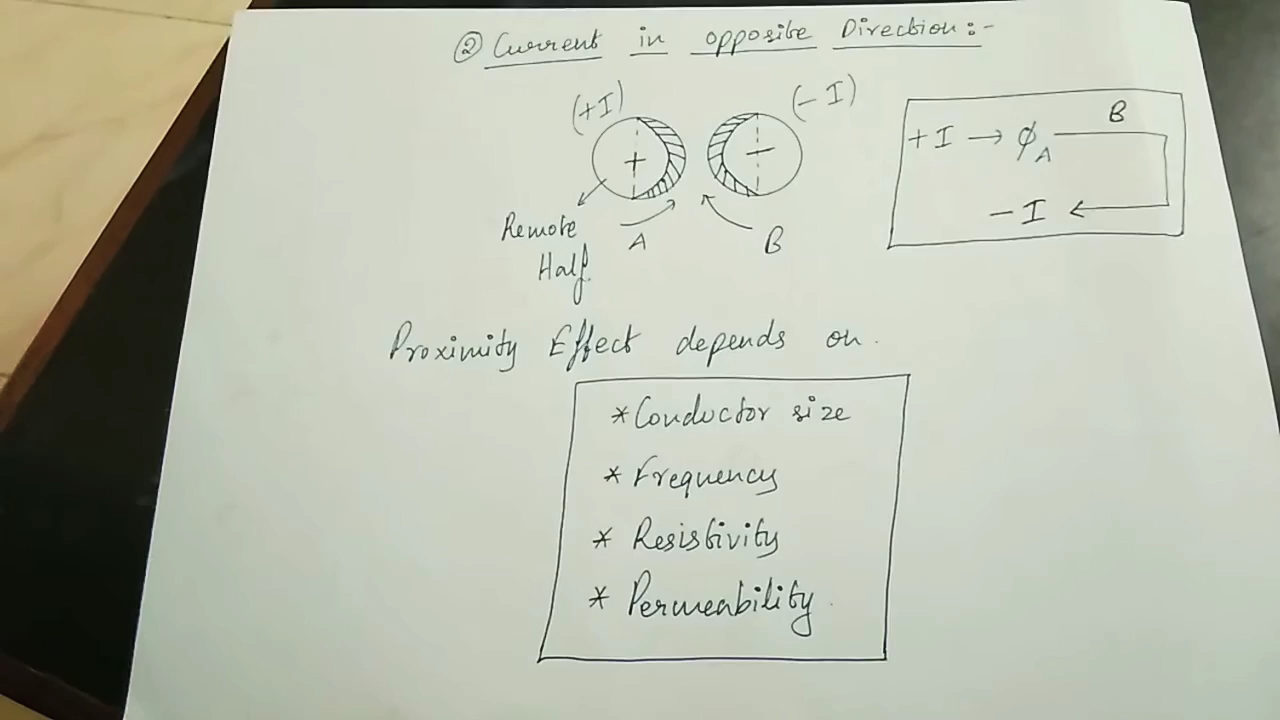 ② Current in opposite Direction:-
(+I) (- I)
+ -
Remote
Half.
A B
+I → ϕA B
- I ←
Proximity Effect depends on.
* Conductor size
* Frequency
* Resistivity
* Permeability.